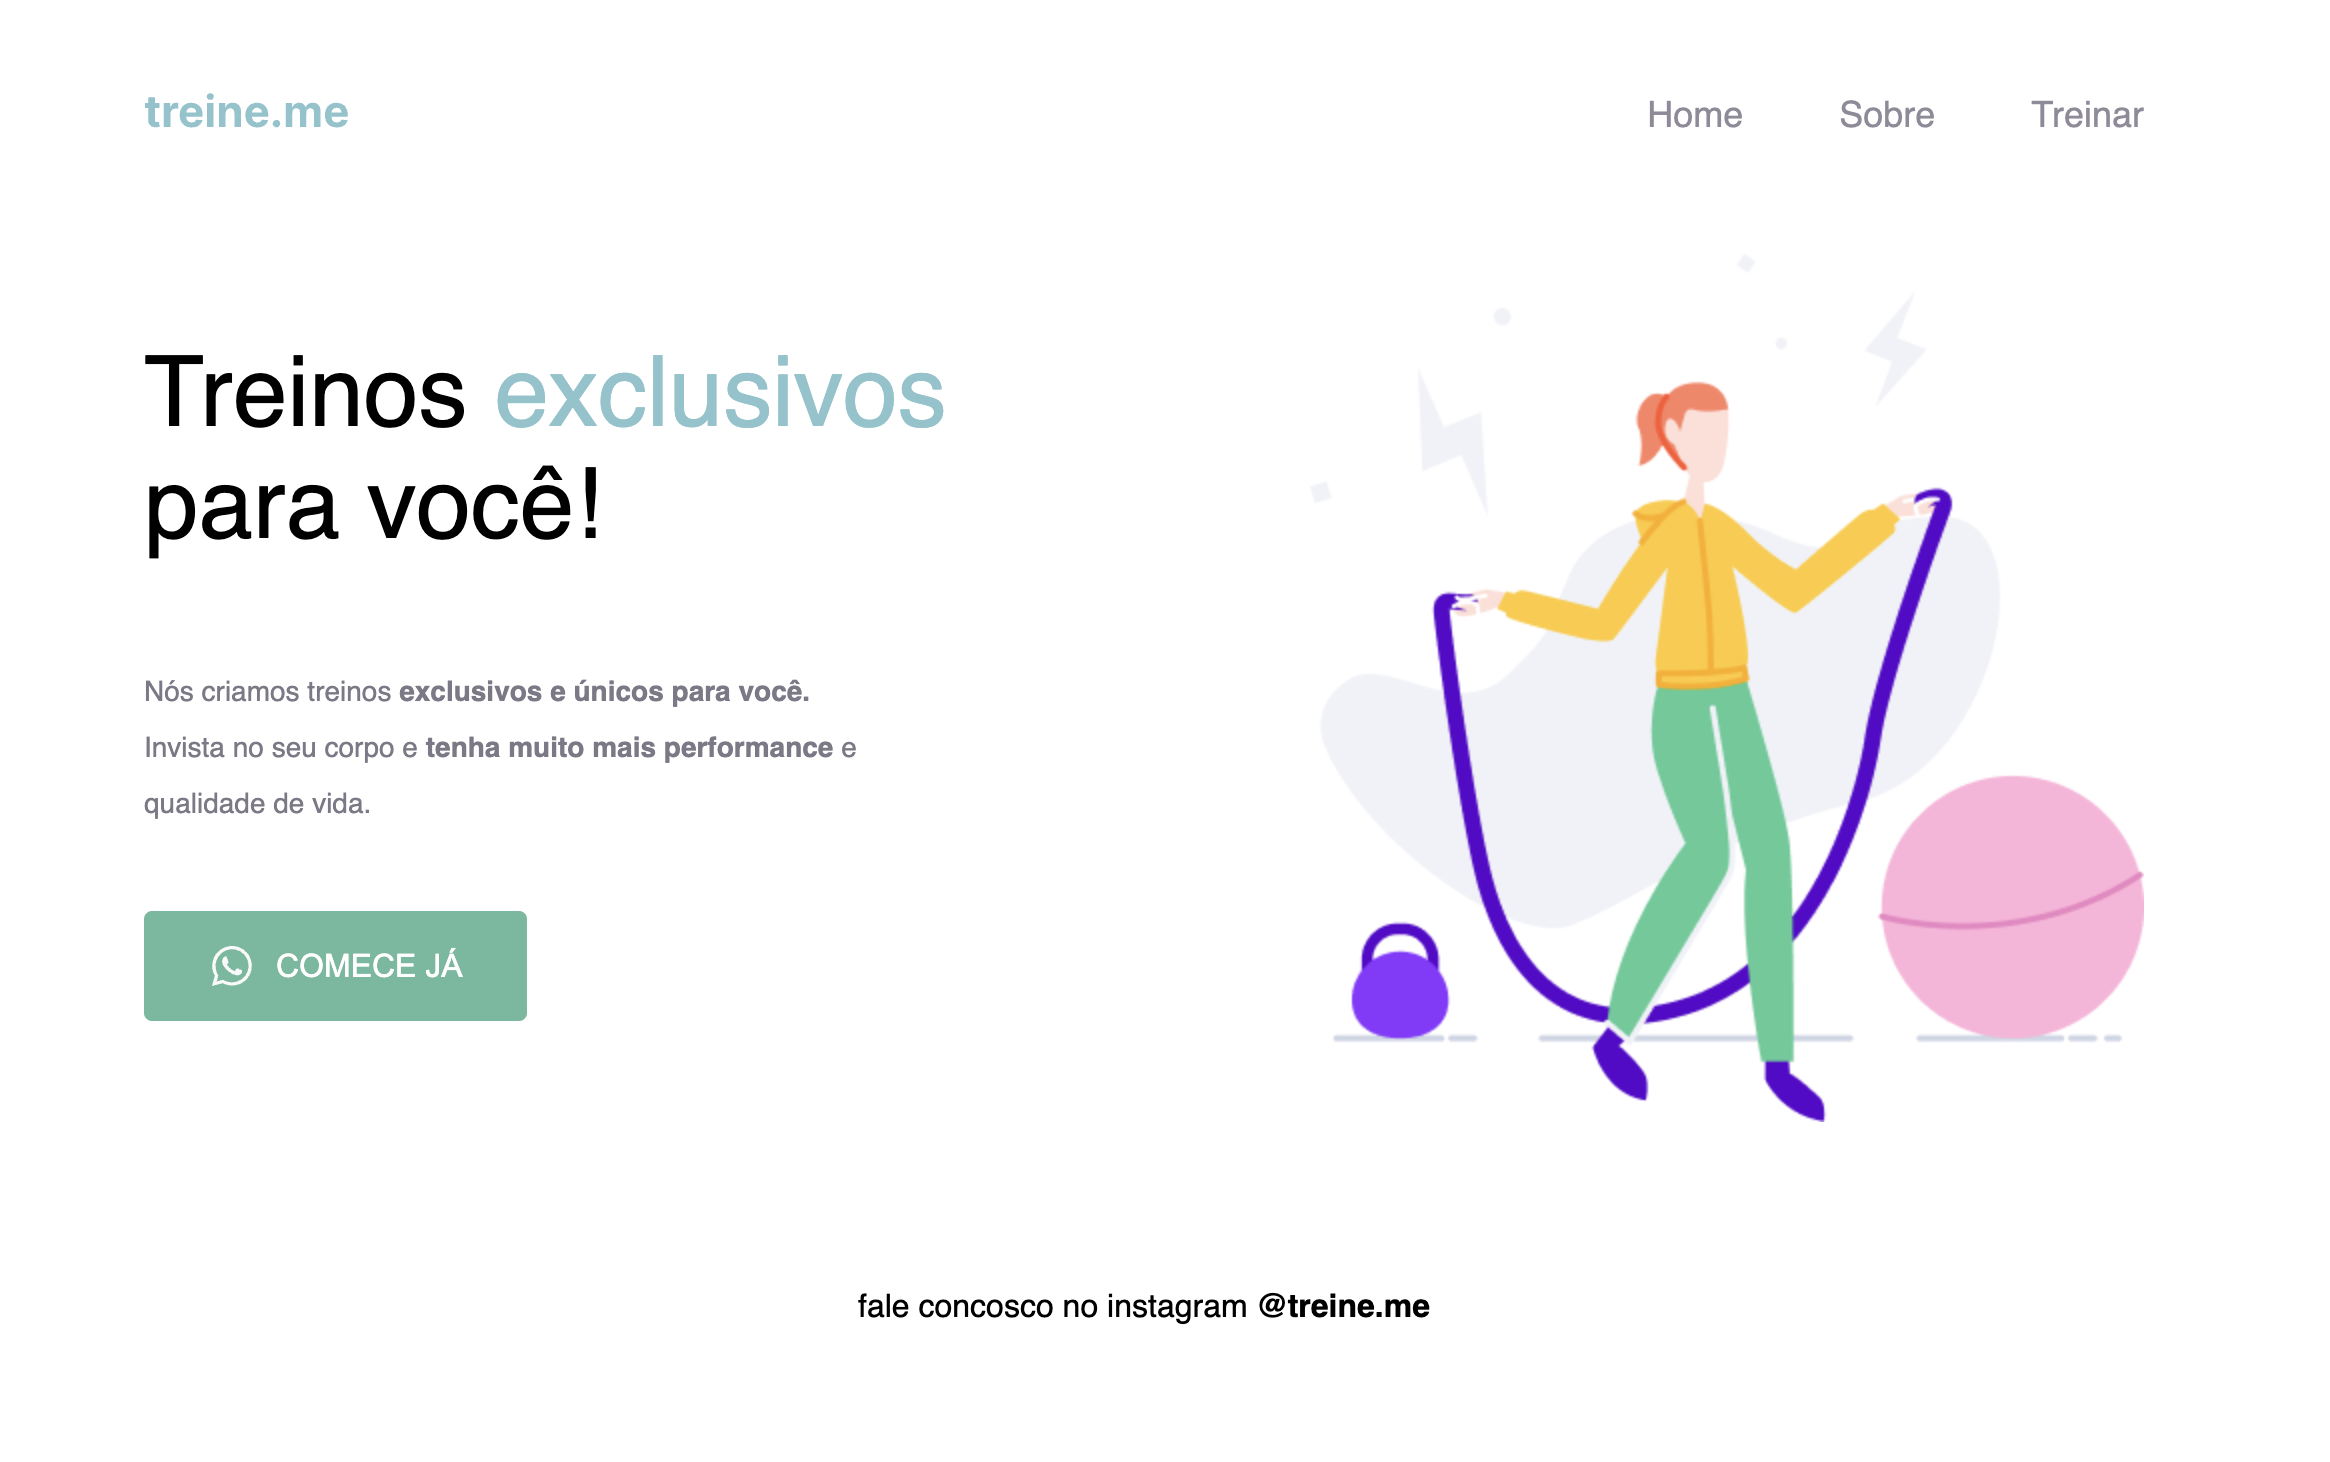 treine.me
Home Sobre Treinar
Treinos exclusivos
para você!
Nós criamos treinos exclusivos e únicos para você.
Invista no seu corpo e tenha muito mais performance e
qualidade de vida.
COMECE JÁ
fale concosco no instagram @treine.me